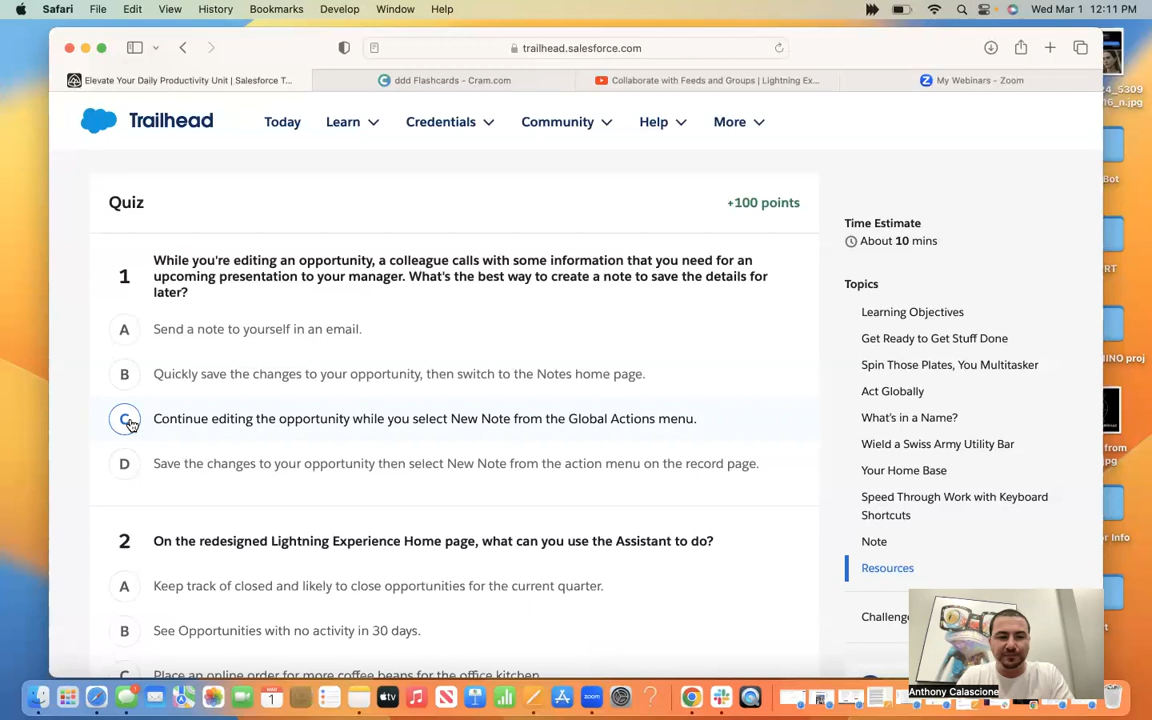 Safari File Edit View History Bookmarks Develop Window Help Wed Mar 1 12:11 PM
trailhead.salesforce.com
Elevate Your Daily Productivity Unit | Salesforce T... ddd Flashcards - Cram.com Collaborate with Feeds and Groups | Lightning Ex... My Webinars - Zoom
Trailhead Today Learn Credentials Community Help More
Quiz +100 points
1 While you're editing an opportunity, a colleague calls with some information that you need for an
upcoming presentation to your manager. What's the best way to create a note to save the details for
later?
A Send a note to yourself in an email.
B Quickly save the changes to your opportunity, then switch to the Notes home page.
C Continue editing the opportunity while you select New Note from the Global Actions menu.
D Save the changes to your opportunity then select New Note from the action menu on the record page.
2 On the redesigned Lightning Experience Home page, what can you use the Assistant to do?
A Keep track of closed and likely to close opportunities for the current quarter.
B See Opportunities with no activity in 30 days.
C Place an online order for more coffee beans for the office kitchen.
Time Estimate
About 10 mins
Topics
Learning Objectives
Get Ready to Get Stuff Done
Spin Those Plates, You Multitasker
Act Globally
What's in a Name?
Wield a Swiss Army Utility Bar
Your Home Base
Speed Through Work with Keyboard
Shortcuts
Note
Resources
Challenge
Anthony Calascione
24_5309
16_n.jpg
Bot
RT
INO proj
from
pg
r Info
t